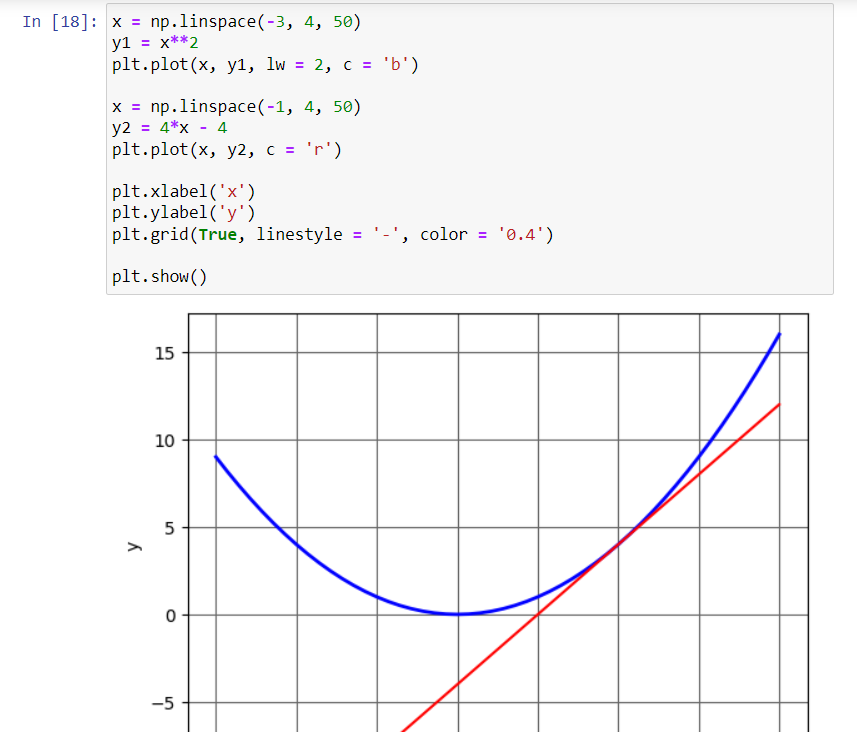 In [18]: x = np.linspace(-3, 4, 50)
y1 = x**2
plt.plot(x, y1, lw = 2, c = 'b')
x = np.linspace(-1, 4, 50)
y2 = 4*x - 4
plt.plot(x, y2, c = 'r')
plt.xlabel('x')
plt.ylabel('y')
plt.grid(True, linestyle = '-', color = '0.4')
plt.show()
15
10
5
y
0
−5